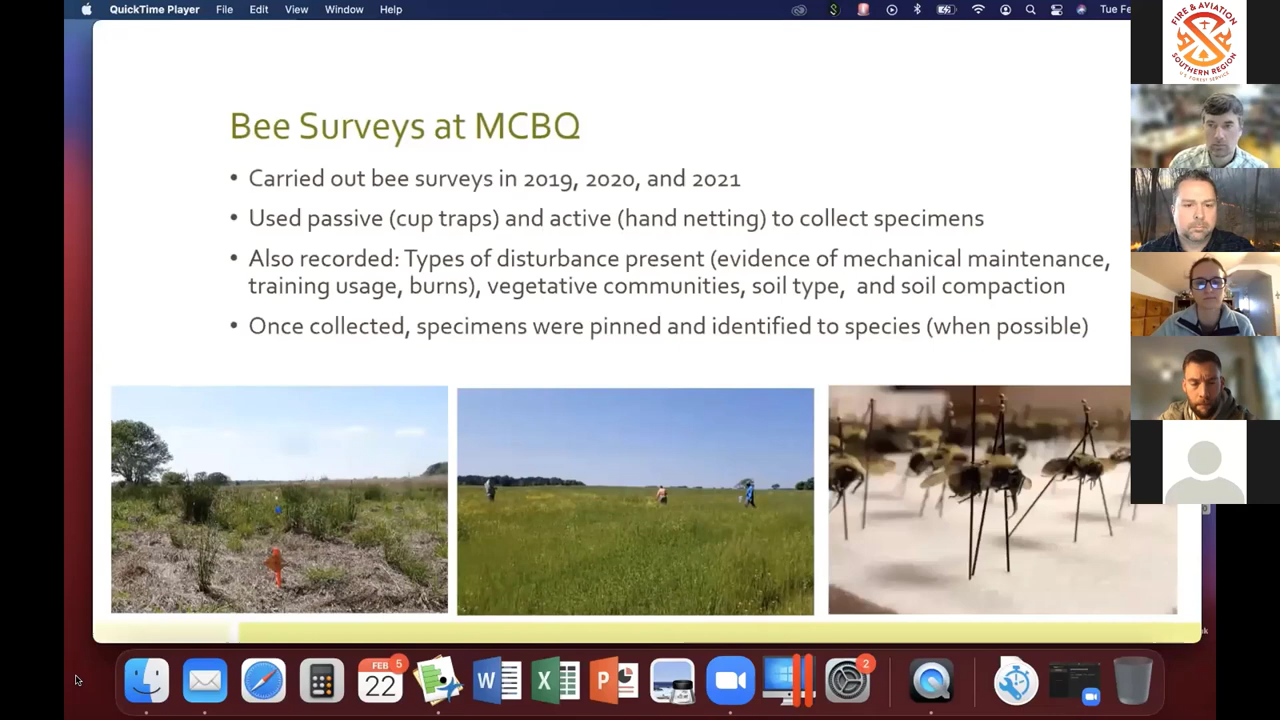 QuickTime Player File Edit View Window Help
Tue Fe
FIRE & AVIATION
SOUTHERN REGION
U.S. FOREST SERVICE
Bee Surveys at MCBQ
• Carried out bee surveys in 2019, 2020, and 2021
• Used passive (cup traps) and active (hand netting) to collect specimens
• Also recorded: Types of disturbance present (evidence of mechanical maintenance,
training usage, burns), vegetative communities, soil type, and soil compaction
• Once collected, specimens were pinned and identified to species (when possible)
FEB
22
5
W
X
P
2